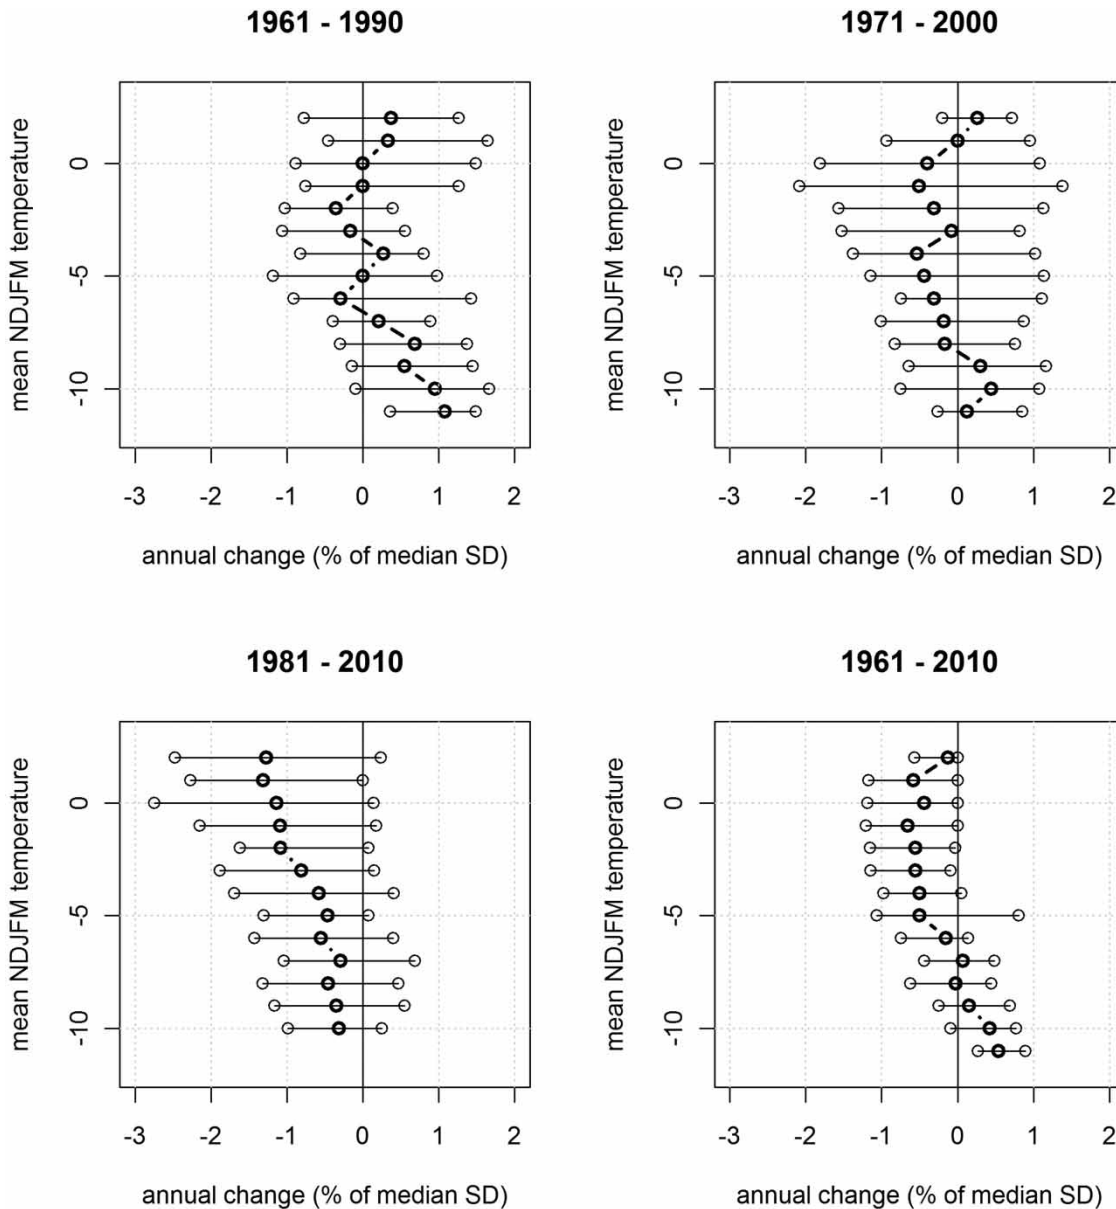 1961 - 1990
mean NDJFM temperature
0
-5
-10
-3 -2 -1 0 1 2
annual change (% of median SD)
1971 - 2000
mean NDJFM temperature
0
-5
-10
-3 -2 -1 0 1 2
annual change (% of median SD)
1981 - 2010
mean NDJFM temperature
0
-5
-10
-3 -2 -1 0 1 2
annual change (% of median SD)
1961 - 2010
mean NDJFM temperature
0
-5
-10
-3 -2 -1 0 1 2
annual change (% of median SD)